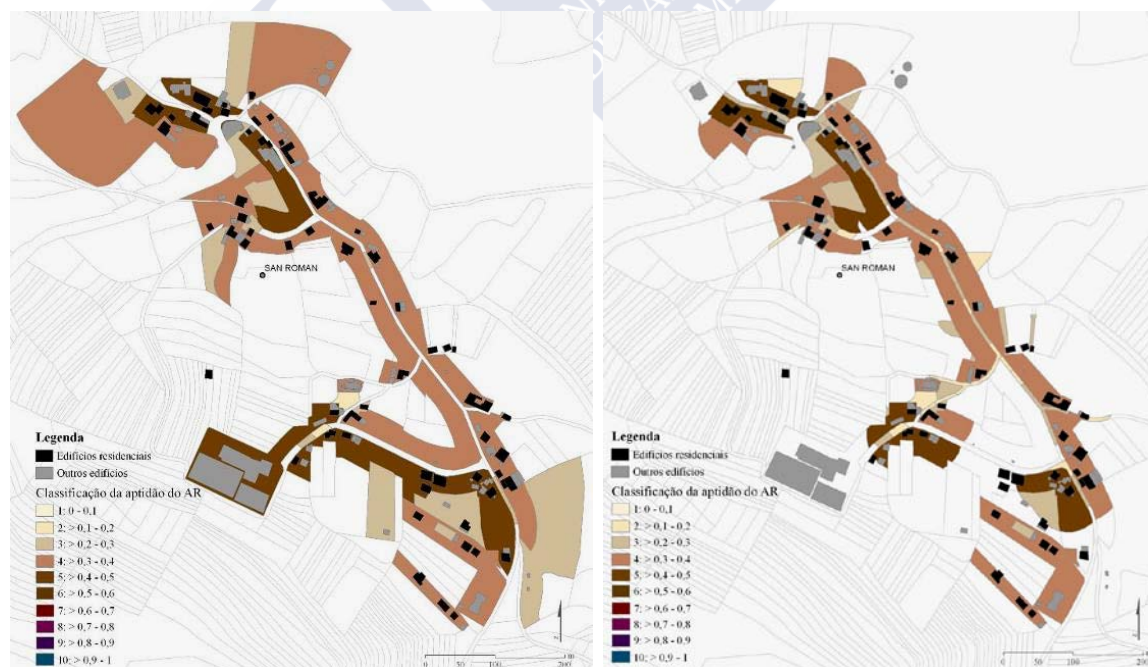 SAN ROMAN
Legenda
Edifícios residenciais
Outros edifícios
Classificação da aptidão do AR
1: 0 - 0,1
2: > 0,1 - 0,2
3: > 0,2 - 0,3
4: > 0,3 - 0,4
5: > 0,4 - 0,5
6: > 0,5 - 0,6
7: > 0,6 - 0,7
8: > 0,7 - 0,8
9: > 0,8 - 0,9
10: > 0,9 - 1
0 50 100 200
SAN ROMAN
Legenda
Edifícios residenciais
Outros edifícios
Classificação da aptidão do AR
1: 0 - 0,1
2: > 0,1 - 0,2
3: > 0,2 - 0,3
4: > 0,3 - 0,4
5: > 0,4 - 0,5
6: > 0,5 - 0,6
7: > 0,6 - 0,7
8: > 0,7 - 0,8
9: > 0,8 - 0,9
10: > 0,9 - 1
0 50 100